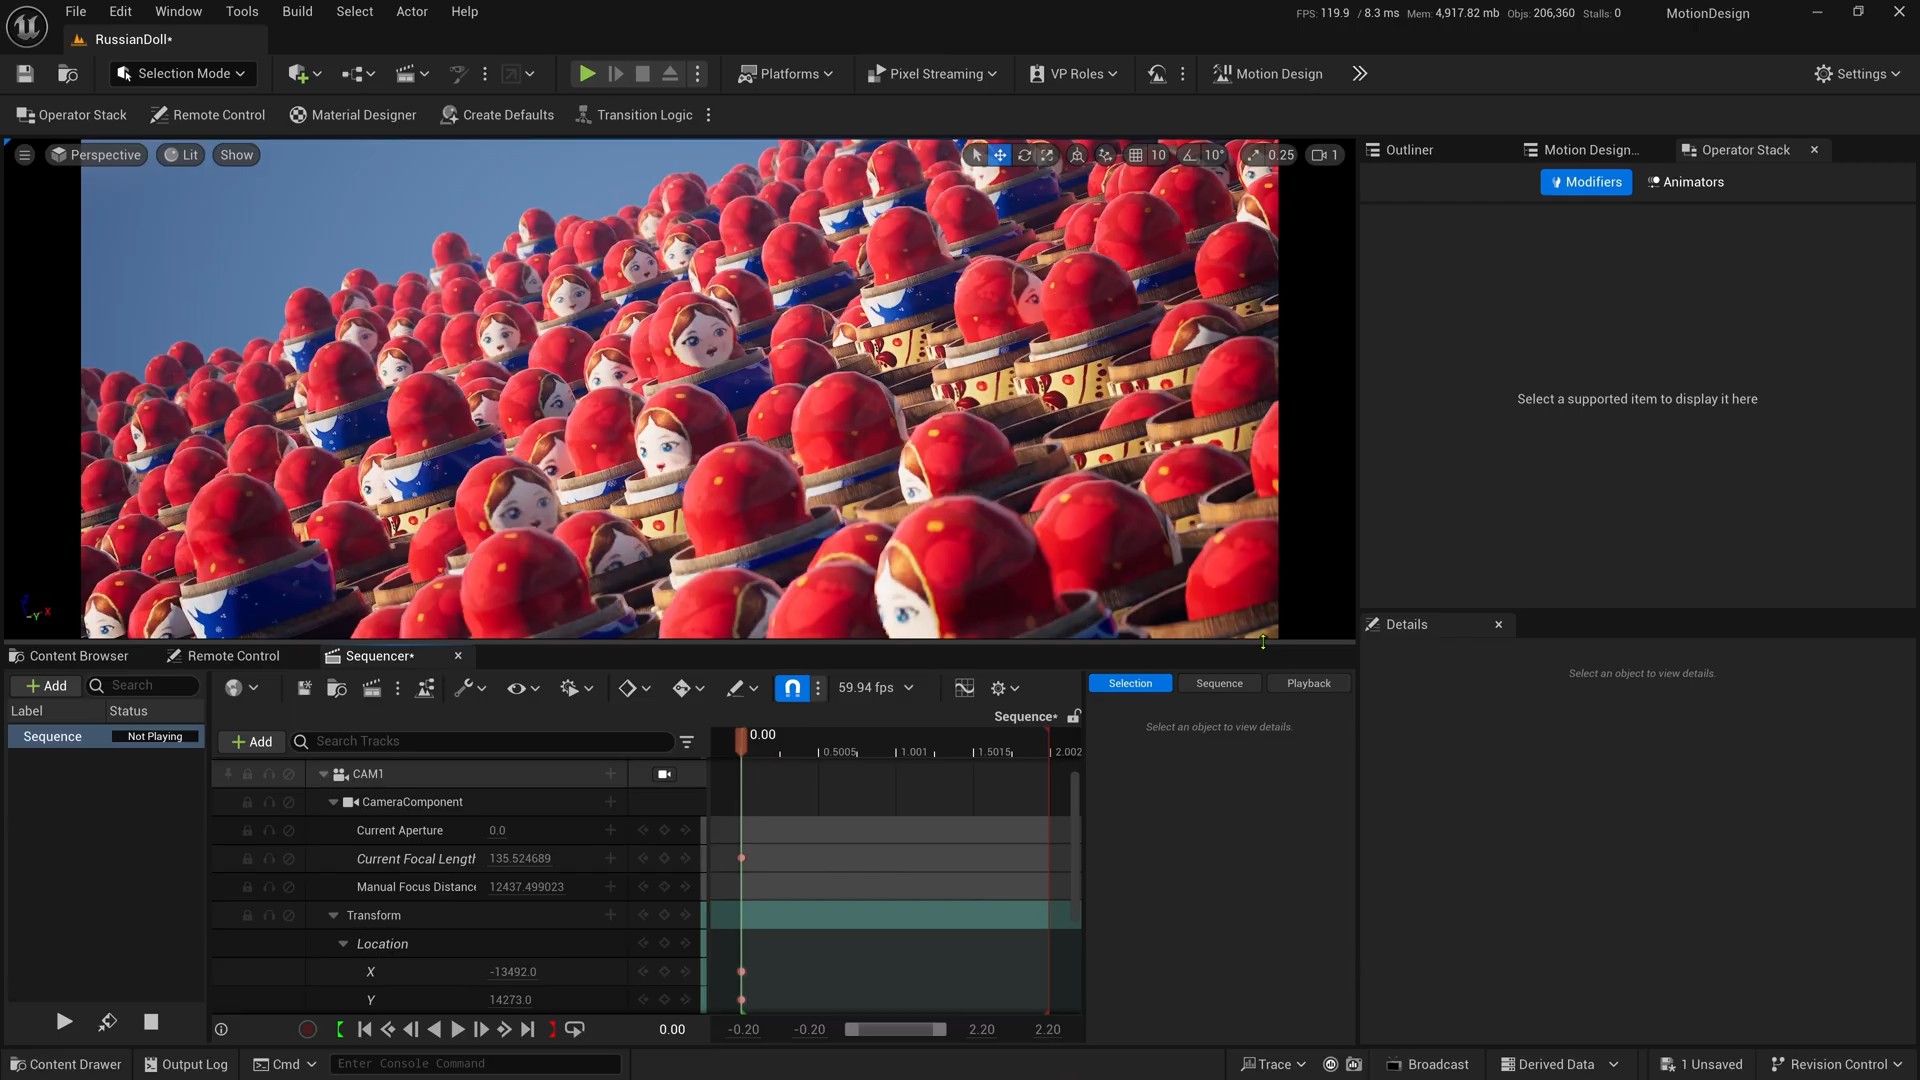 File Edit Window Tools Build Select Actor Help
FPS: 119.9 / 8.3 ms Mem: 4,917.82 mb Objs: 206,360 Stalls: 0
MotionDesign
RussianDoll*
Selection Mode
Platforms
Pixel Streaming
VP Roles
Motion Design
Settings
Operator Stack
Remote Control
Material Designer
Create Defaults
Transition Logic
Perspective
Lit
Show
10
10°
0.25
1
Outliner
Motion Design...
Operator Stack
Modifiers
Animators
Select a supported item to display it here
X
Y
Details
Select an object to view details.
Content Browser
Remote Control
Sequencer*
Add
Search
59.94 fps
Selection
Sequence
Playback
Label
Status
Sequence*
Select an object to view details.
Sequence
Not Playing
Add
Search Tracks
0.00
0.5005
1.001
1.5015
2.002
CAM1
CameraComponent
Current Aperture 0.0
Current Focal Length 135.524689
Manual Focus Distance 12437.499023
Transform
Location
X -13492.0
Y 14273.0
0.00
-0.20
-0.20
2.20
2.20
Content Drawer
Output Log
Cmd
Enter Console Command
Trace
Broadcast
Derived Data
1 Unsaved
Revision Control